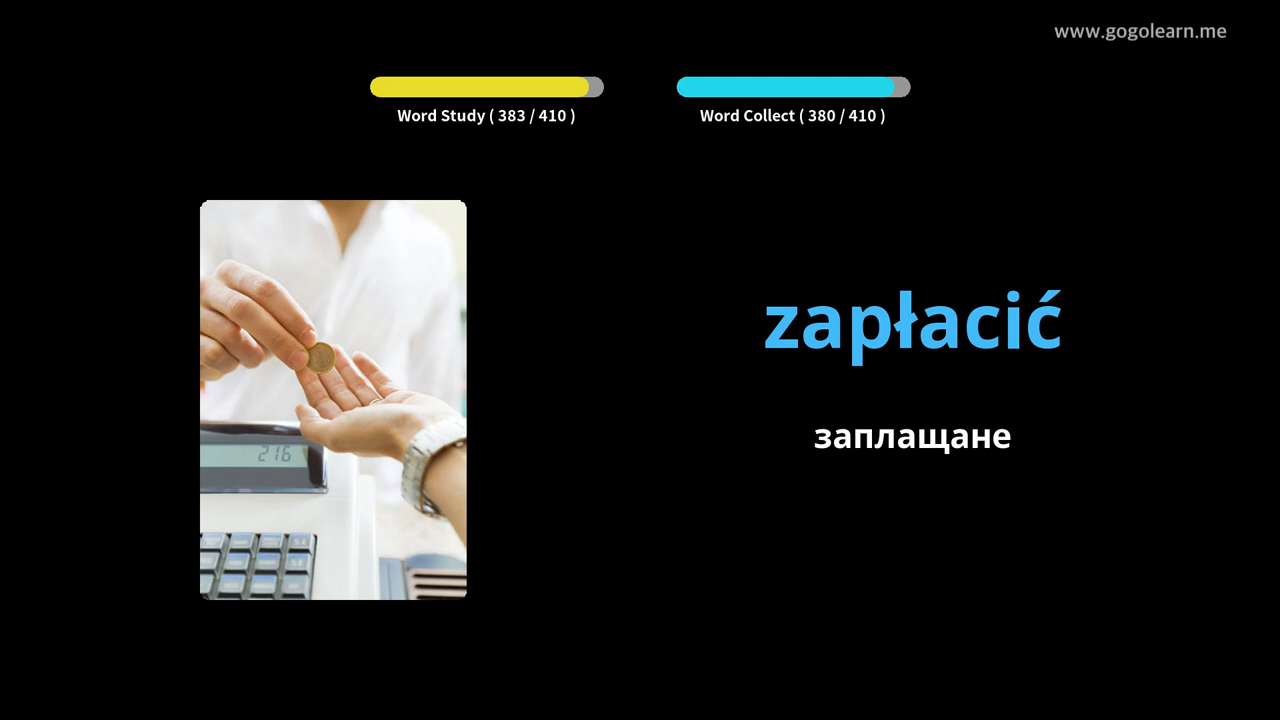 www.gogolearn.me
Word Study ( 383 / 410 )
Word Collect ( 380 / 410 )
zapłacić
заплащане
216